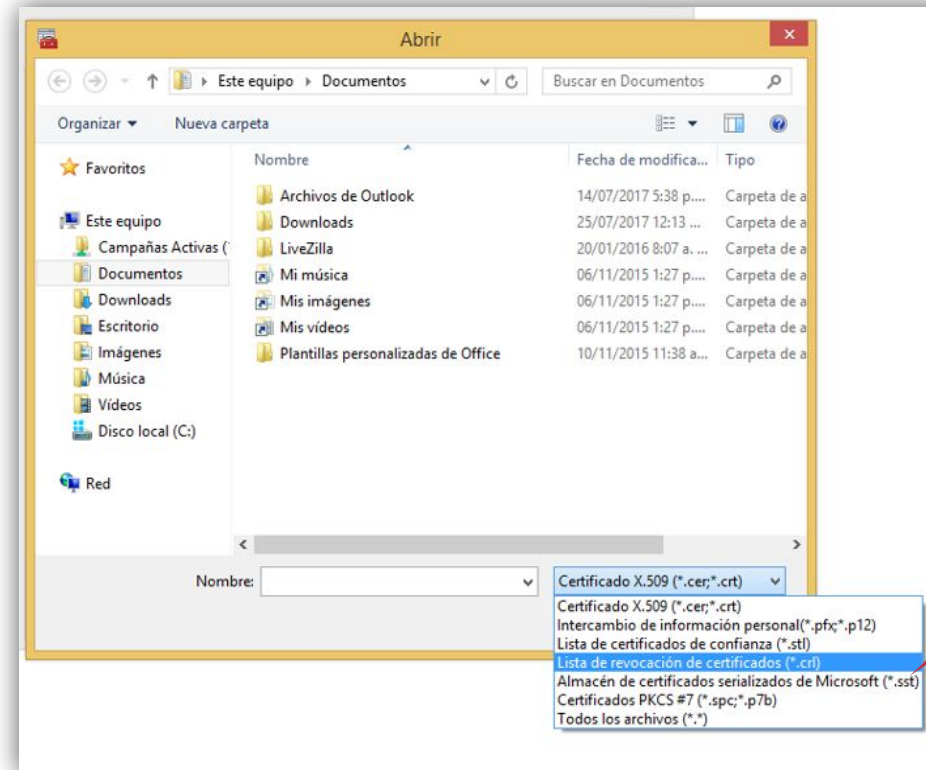 Abrir
Este equipo Documentos
Buscar en Documentos
Organizar Nueva carpeta
Nombre Fecha de modifica... Tipo
Favoritos
Este equipo
Campañas Activas (
Documentos
Downloads
Escritorio
Imágenes
Música
Vídeos
Disco local (C:)
Red
Archivos de Outlook 14/07/2017 5:38 p.... Carpeta de a
Downloads 25/07/2017 12:13 ... Carpeta de a
LiveZilla 20/01/2016 8:07 a. ... Carpeta de a
Mi música 06/11/2015 1:27 p.... Carpeta de a
Mis imágenes 06/11/2015 1:27 p.... Carpeta de a
Mis vídeos 06/11/2015 1:27 p.... Carpeta de a
Plantillas personalizadas de Office 10/11/2015 11:38 a... Carpeta de a
Nombre: Certificado X.509 (*.cer;*.crt)
Certificado X.509 (*.cer;*.crt)
Intercambio de información personal(*.pfx;*.p12)
Lista de certificados de confianza (*.stl)
Lista de revocación de certificados (*.crl)
Almacén de certificados serializados de Microsoft (*.sst)
Certificados PKCS #7 (*.spc;*.p7b)
Todos los archivos (*.*)